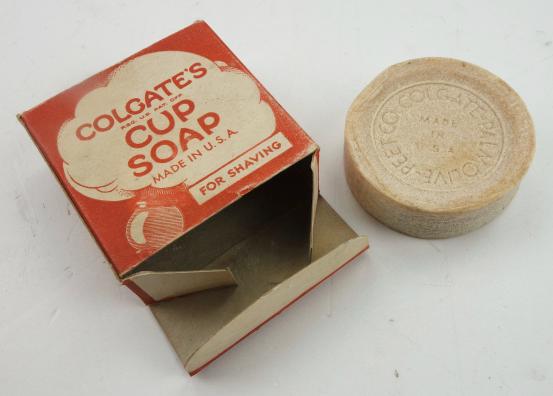 COLGATE'S
REG. U.S. PAT. OFF.
CUP
SOAP
MADE IN U.S.A.
FOR SHAVING
COLGATE-PALMOLIVE-PEET CO.
MADE
IN
U.S.A.